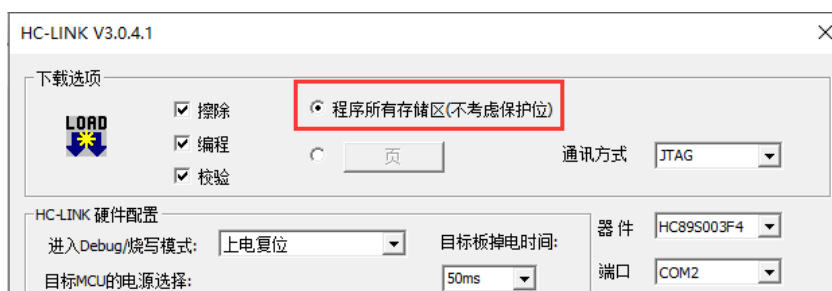 HC-LINK V3.0.4.1
下载选项
LOAD
擦除
程序所有存储区(不考虑保护位)
编程
页
通讯方式 JTAG
校验
HC-LINK 硬件配置
进入Debug/烧写模式: 上电复位
目标板掉电时间:
器件 HC89S003F4
目标MCU的电源选择:
50ms
端口 COM2